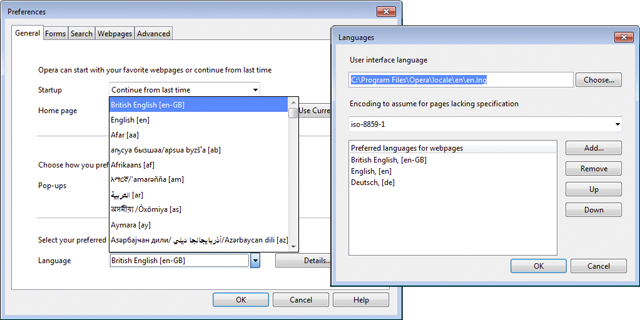 Preferences
General
Forms
Search
Webpages
Advanced
Opera can start with your favorite webpages or continue from last time
Startup
Continue from last time
Home page
Use Curre
Choose how you pref
Pop-ups
British English [en-GB]
English [en]
Afar [aa]
аҧсуа бызшәа/apsua byzš'a [ab]
Afrikaans [af]
አማርኛ/'amarəñña [am]
العربية [ar]
অসমীয়া /Ôxômiya [as]
Aymara [ay]
Азәрбајҹан дили/ آذربايجانجا ديلي/Azərbaycan dili [az]
Select your preferred
Language
British English [en-GB]
Details...
OK
Cancel
Help
Languages
User interface language
C:\Program Files\Opera\locale\en\en.lng
Choose...
Encoding to assume for pages lacking specification
iso-8859-1
Preferred languages for webpages
British English, [en-GB]
English, [en]
Deutsch, [de]
Add...
Remove
Up
Down
OK
Cancel